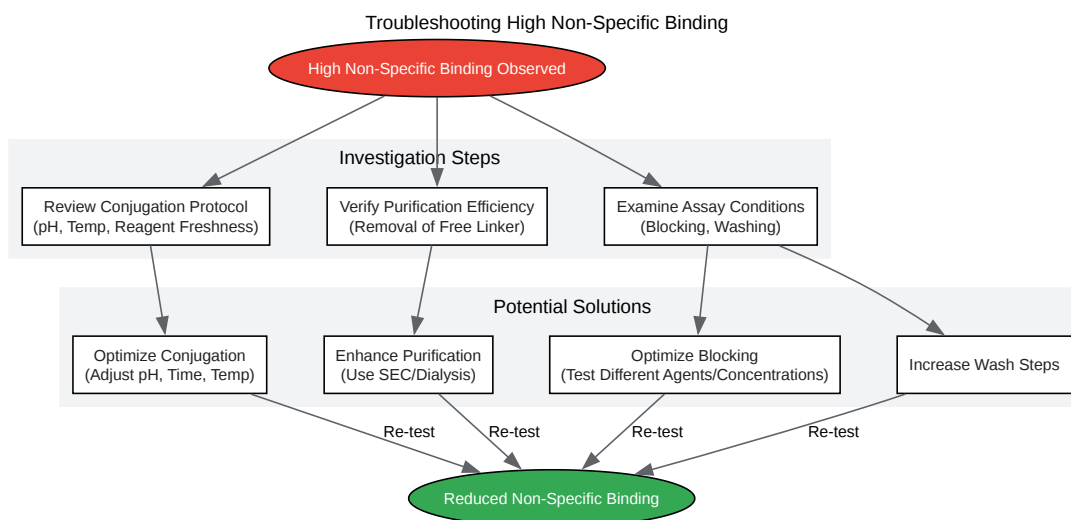 Troubleshooting High Non-Specific Binding
High Non-Specific Binding Observed
Investigation Steps
Review Conjugation Protocol
(pH, Temp, Reagent Freshness)
Verify Purification Efficiency
(Removal of Free Linker)
Examine Assay Conditions
(Blocking, Washing)
Potential Solutions
Optimize Conjugation
(Adjust pH, Time, Temp)
Enhance Purification
(Use SEC/Dialysis)
Optimize Blocking
(Test Different Agents/Concentrations)
Increase Wash Steps
Re-test
Re-test
Re-test
Re-test
Reduced Non-Specific Binding